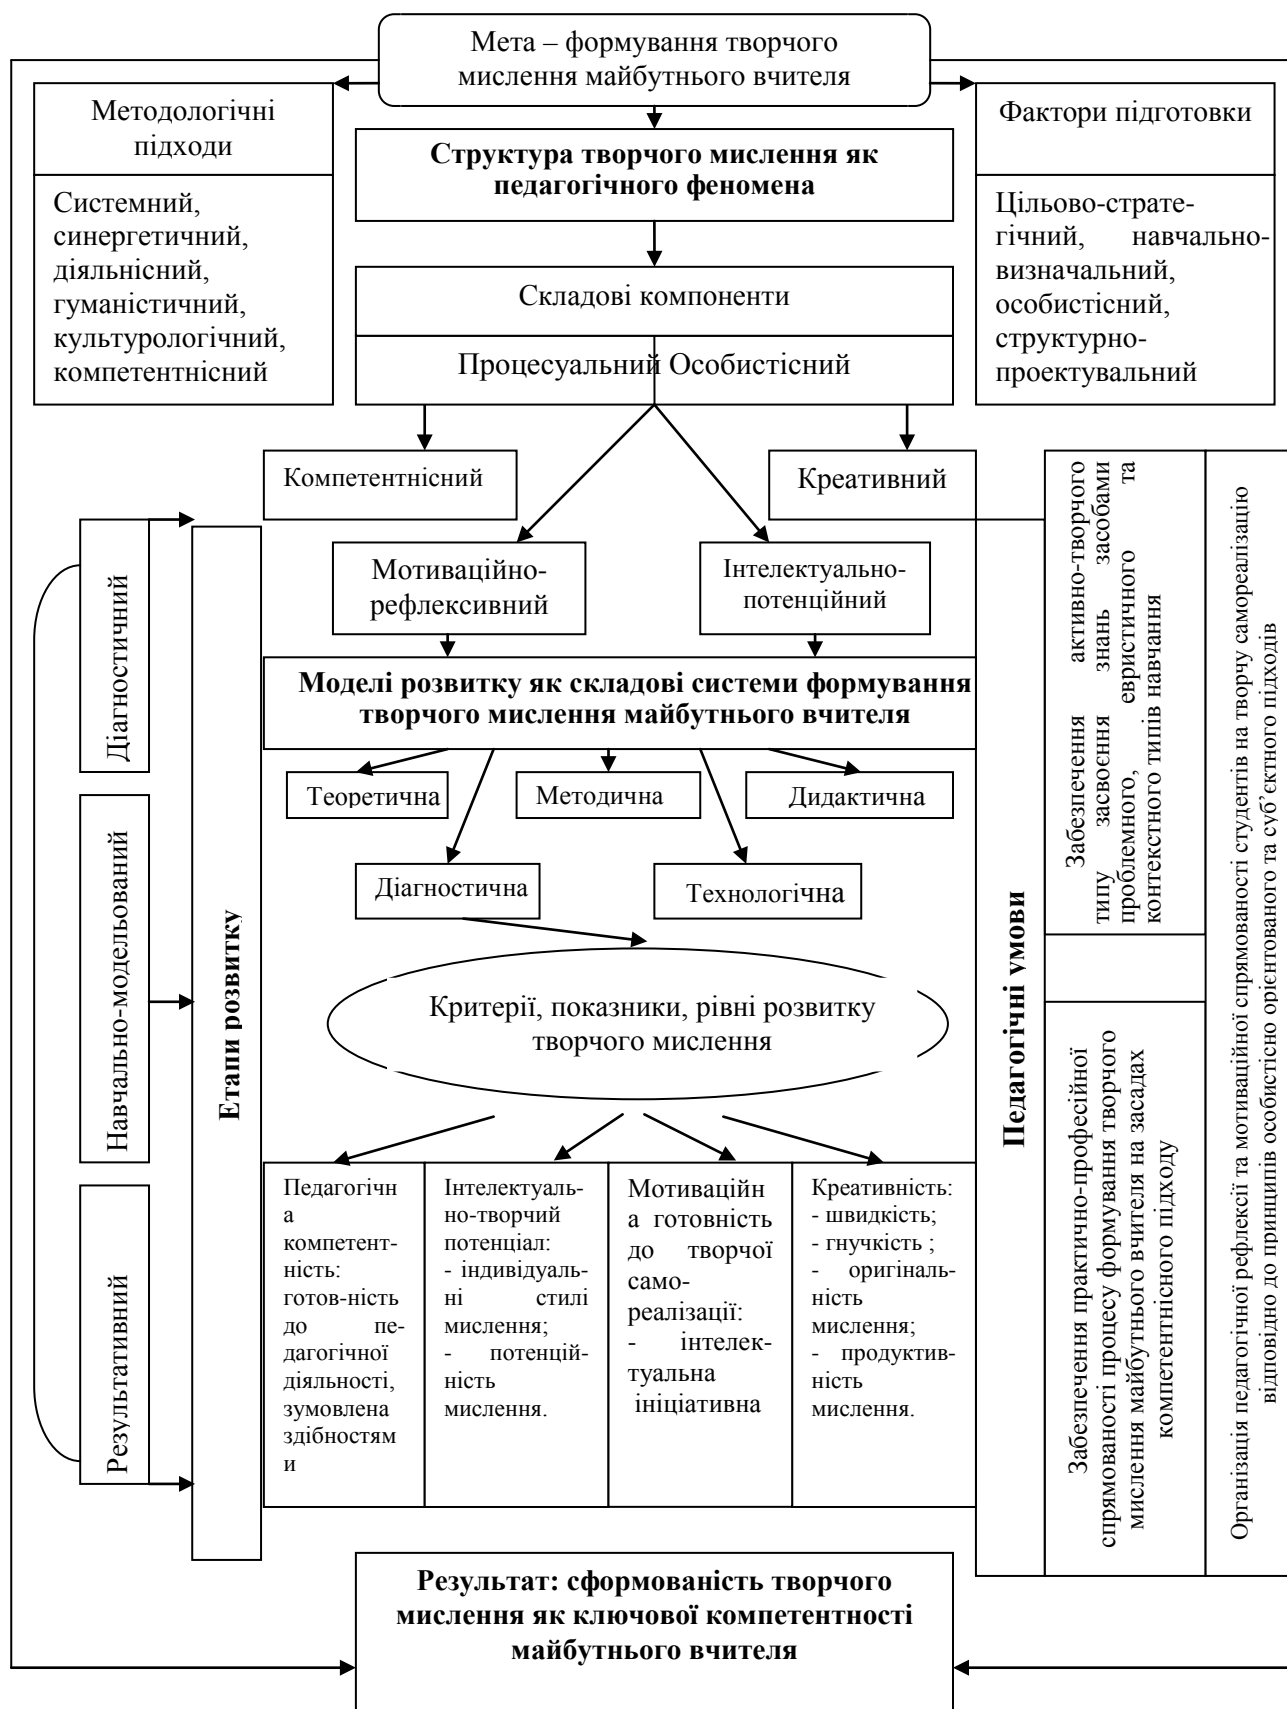 Мета – формування творчого
мислення майбутнього вчителя
Методологічні
підходи
Системний,
синергетичний,
діяльнісний,
гуманістичний,
культурологічний,
компетентнісний
Структура творчого мислення як
педагогічного феномена
Складові компоненти
Процесуальний Особистісний
Фактори підготовки
Цільово-страте-
гічний, навчально-
визначальний,
особистісний,
структурно-
проектувальний
Компетентнісний
Креативний
Мотиваційно-
рефлексивний
Інтелектуально-
потенційний
Моделі розвитку як складові системи формування
творчого мислення майбутнього вчителя
Теоретична
Методична
Дидактична
Діагностична
Технологічна
Критерії, показники, рівні розвитку
творчого мислення
Педагогічн
а
компетент-
ність:
готов-ність
до пе-
дагогічної
діяльності,
зумовлена
здібностям
и
Інтелектуаль-
но-творчий
потенціал:
- індивідуаль-
ні стилі
мислення;
- потенцій-
ність
мислення.
Мотиваційн
а готовність
до творчої
само-
реалізації:
- інтелек-
туальна
ініціативна
Креативність:
- швидкість;
- гнучкість ;
- оригіналь-
ність
мислення;
- продуктив-
ність
мислення.
Діагностичний
Навчально-модельований
Результативний
Етапи розвитку
Педагогічні умови
Забезпечення активно-творчого
типу засвоєння знань засобами
проблемного, евристичного та
контекстного типів навчання
Забезпечення практично-професійної
спрямованості процесу формування творчого
мислення майбутнього вчителя на засадах
компетентнісного підходу
Організація педагогічної рефлексії та мотиваційної спрямованості студентів на творчу самореалізацію
відповідно до принципів особистісно орієнтованого та суб’єктного підходів
Результат: сформованість творчого
мислення як ключової компетентності
майбутнього вчителя